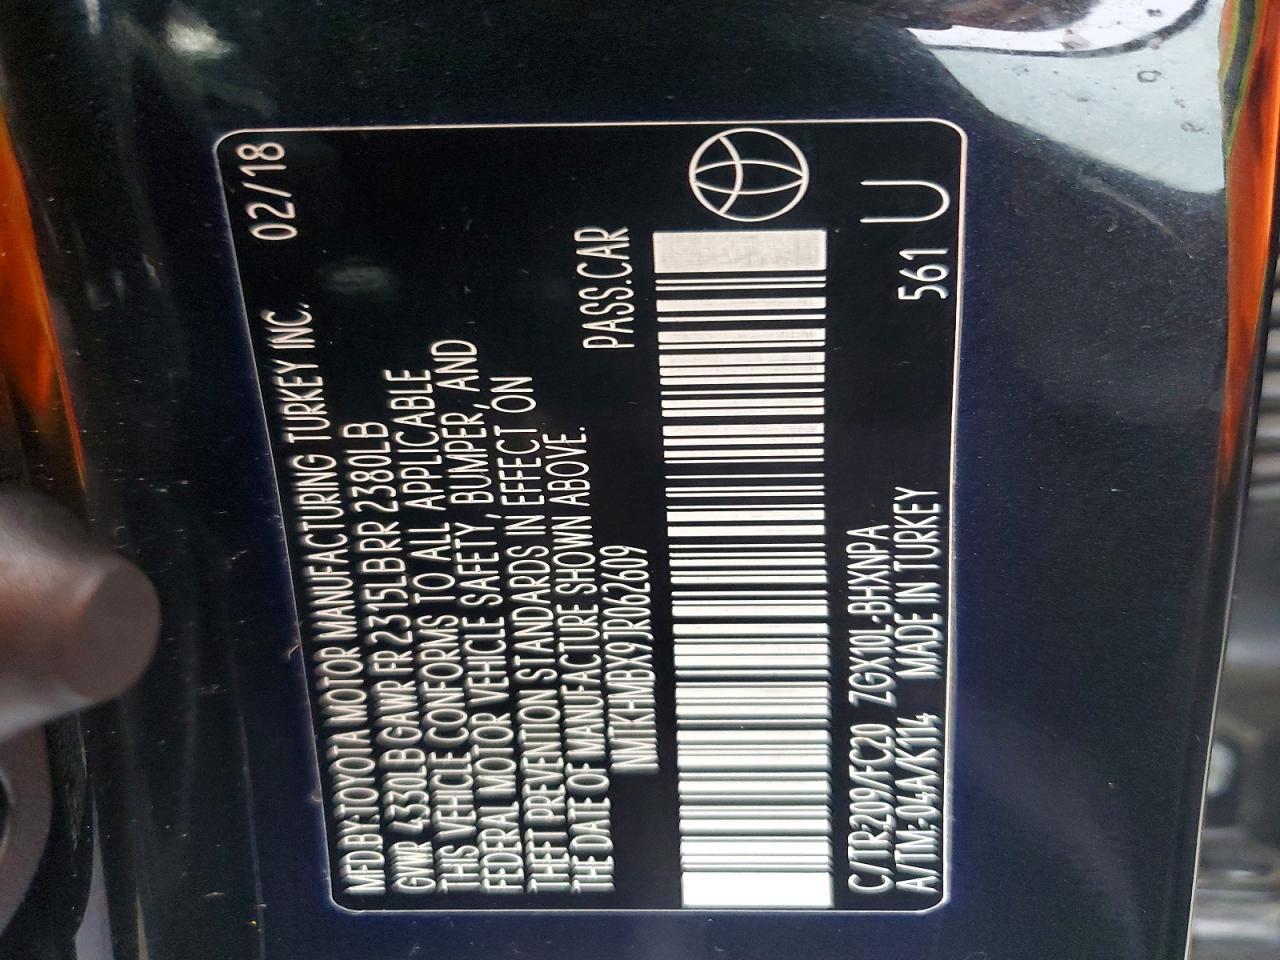 MFD.BY:TOYOTA MOTOR MANUFACTURING TURKEY INC. 02/18
GVWR 4330LB GAWR FR 2315LB RR 2380LB
THIS VEHICLE CONFORMS TO ALL APPLICABLE
FEDERAL MOTOR VEHICLE SAFETY, BUMPER, AND
THEFT PREVENTION STANDARDS IN EFFECT ON
THE DATE OF MANUFACTURE SHOWN ABOVE.
NMTKHMBX9JR062609 PASS.CAR
C/TR:209/FC20 ZGX10L-BHXNPA U
A/TM:-04A/K114 MADE IN TURKEY 561